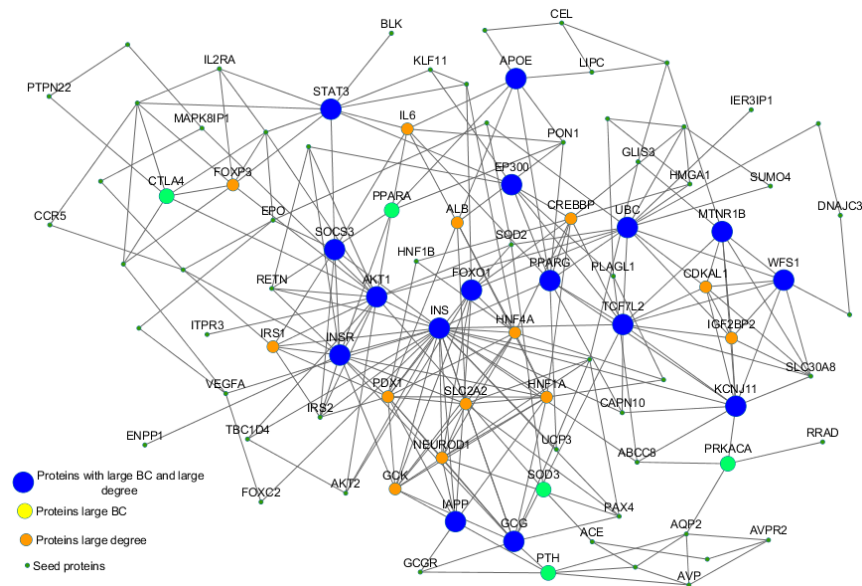 CEL
BLK
APOE
IL2RA
KLF11
LIPC
PTPN22
STAT3
IER3IP1
MAPK8IP1
IL6
PON1
FOXP3
EP300
GLIS3
CTLA4
HMGA1
SUMO4
PPARA
CREBBP
CCR5
EPO
ALB
UBC
MTNR1B
DNAJC3
SOCS3
SOD2
HNF1B
PLAGL1
WFS1
RETN
AKT1
FOXO1
PPARG
CDKAL1
ITPR3
INS
HNF4A
TCF7L2
IGF2BP2
IRS1
INSR
SLC30A8
PDX1
SLC2A2
HNF1A
KCNJ11
VEGFA
IRS2
CAPN10
ENPP1
TBC1D4
NEUROD1
UCP3
RRAD
GCK
SOD3
ABCC8
PRKACA
AKT2
FOXC2
IAPP
GCG
PAX4
ACE
AQP2
AVPR2
GCGR
PTH
AVP
Proteins with large BC and large
degree
Proteins large BC
Proteins large degree
Seed proteins